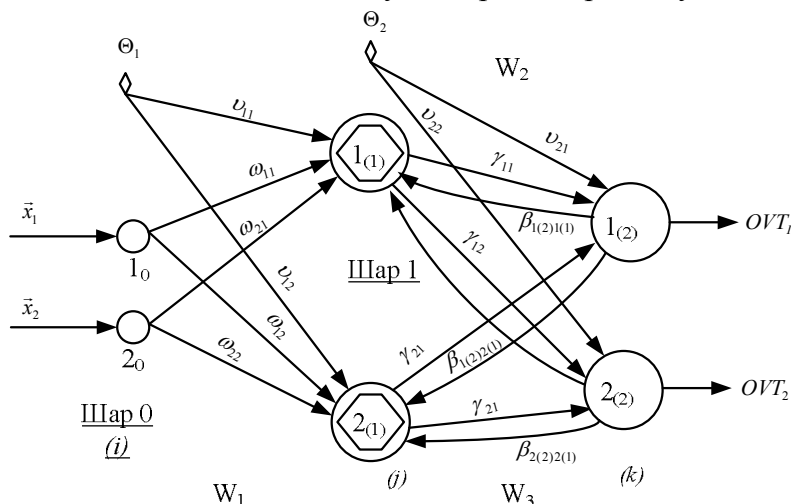 Θ₁
Θ₂
W₂
υ₁₁
υ₂₂
υ₂₁
1₍₁₎
γ₁₁
ω₁₁
x⃗₁
1₀
ω₂₁
γ₁₂
β₁₍₂₎₁₍₁₎
1₍₂₎
OVT₁
Шар 1
υ₁₂
x⃗₂
2₀
ω₁₂
ω₂₂
γ₂₁
β₁₍₂₎₂₍₁₎
2₍₂₎
OVT₂
Шар 0
(i)
2₍₁₎
γ₂₁
β₂₍₂₎₂₍₁₎
(j)
(k)
W₁
W₃